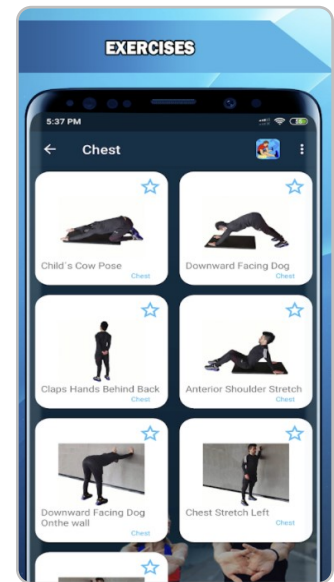 EXERCISES
5:37 PM
Chest
Child`s Cow Pose
Chest
Downward Facing Dog
Chest
Claps Hands Behind Back
Chest
Anterior Shoulder Stretch
Chest
Downward Facing Dog
Onthe wall
Chest
Chest Stretch Left
Chest